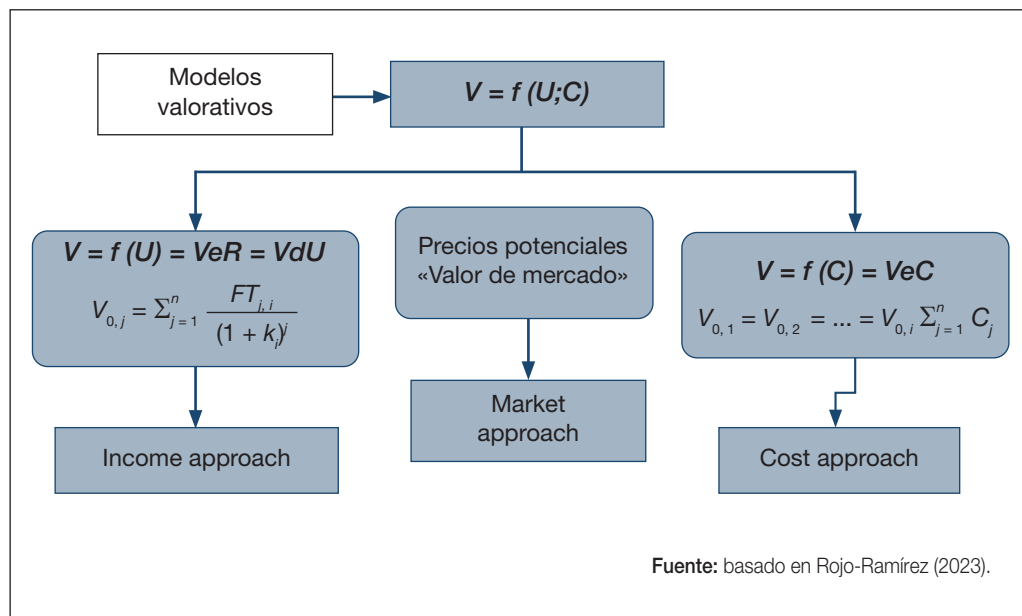 Modelos
valorativos
V = f (U;C)
V = f (U) = VeR = VdU
V₀, ⱼ = Σⁿⱼ ₌ ₁ FTⱼ, ᵢ / (1 + kᵢ)ʲ
Precios potenciales
«Valor de mercado»
V = f (C) = VeC
V₀, ₁ = V₀, ₂ = ... = V₀, ᵢ Σⁿⱼ ₌ ₁ Cⱼ
Income approach
Market
approach
Cost approach
Fuente: basado en Rojo-Ramírez (2023).